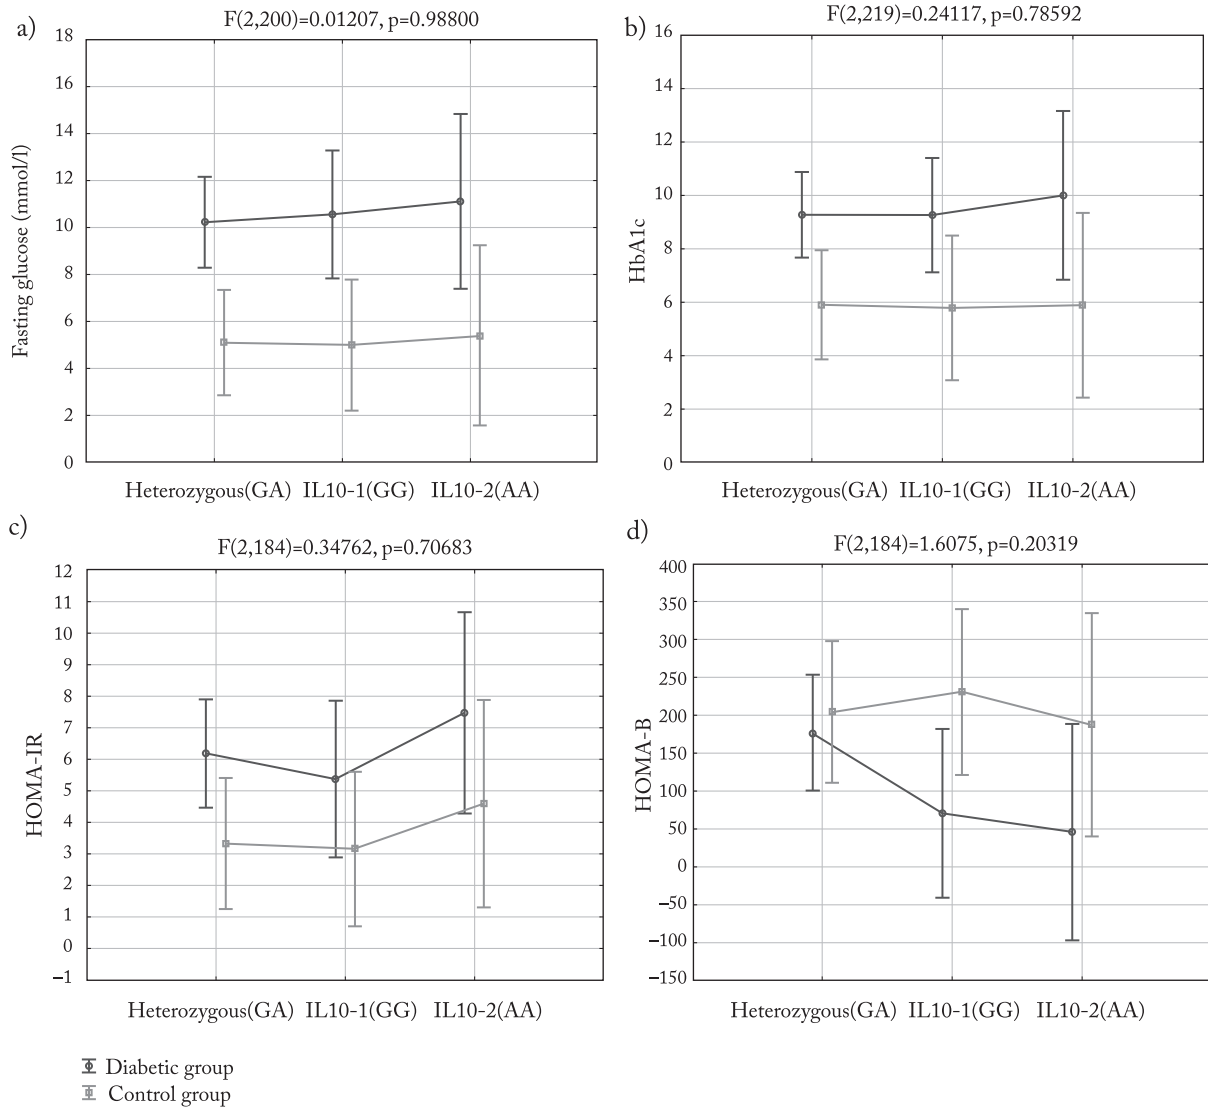 a)
F(2,200)=0.01207, p=0.98800
Fasting glucose (mmol/l)
18
16
14
12
10
8
6
4
2
0
Heterozygous(GA) IL10-1(GG) IL10-2(AA)
b)
F(2,219)=0.24117, p=0.78592
HbA1c
16
14
12
10
8
6
4
2
0
Heterozygous(GA) IL10-1(GG) IL10-2(AA)
c)
F(2,184)=0.34762, p=0.70683
HOMA-IR
12
11
10
9
8
7
6
5
4
3
2
1
0
−1
Heterozygous(GA) IL10-1(GG) IL10-2(AA)
d)
F(2,184)=1.6075, p=0.20319
HOMA-B
400
350
300
250
200
150
100
50
0
−50
−100
−150
Heterozygous(GA) IL10-1(GG) IL10-2(AA)
Diabetic group
Control group